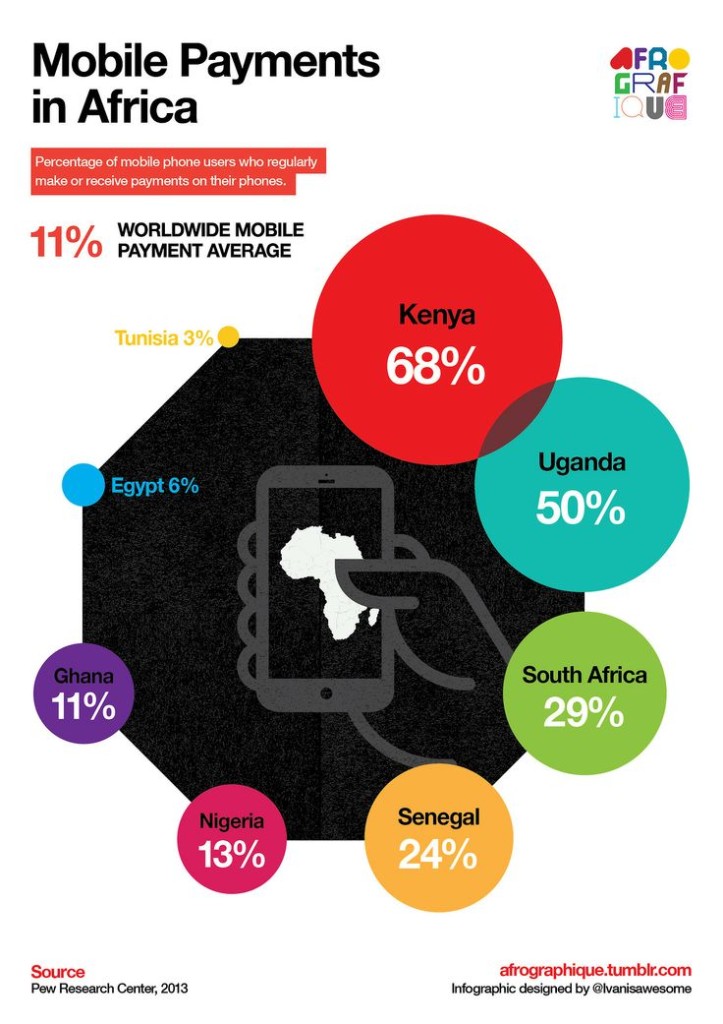 Mobile Payments
in Africa
AFRO
GRAF
IQUE
Percentage of mobile phone users who regularly
make or receive payments on their phones.
11%
WORLDWIDE MOBILE
PAYMENT AVERAGE
Kenya
68%
Tunisia 3%
Uganda
50%
Egypt 6%
Ghana
11%
South Africa
29%
Nigeria
13%
Senegal
24%
Source
Pew Research Center, 2013
afrographique.tumblr.com
Infographic designed by @Ivanisawesome